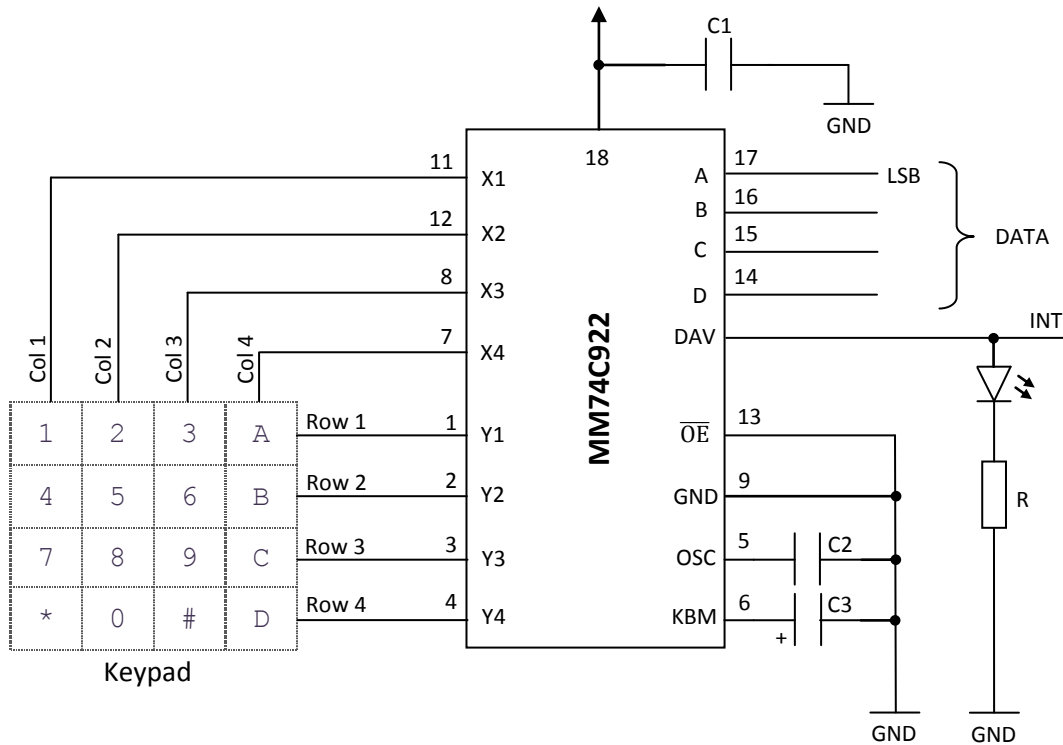 C1
GND
18
11 X1
12 X2
8 X3
7 X4
Col 1
Col 2
Col 3
Col 4
1 2 3 A
4 5 6 B
7 8 9 C
* 0 # D
Keypad
Row 1 1 Y1
Row 2 2 Y2
Row 3 3 Y3
Row 4 4 Y4
MM74C922
A 17 LSB
B 16
C 15
D 14
DATA
DAV INT
OE 13
GND 9
OSC 5 C2
KBM 6 + C3
R
GND
GND